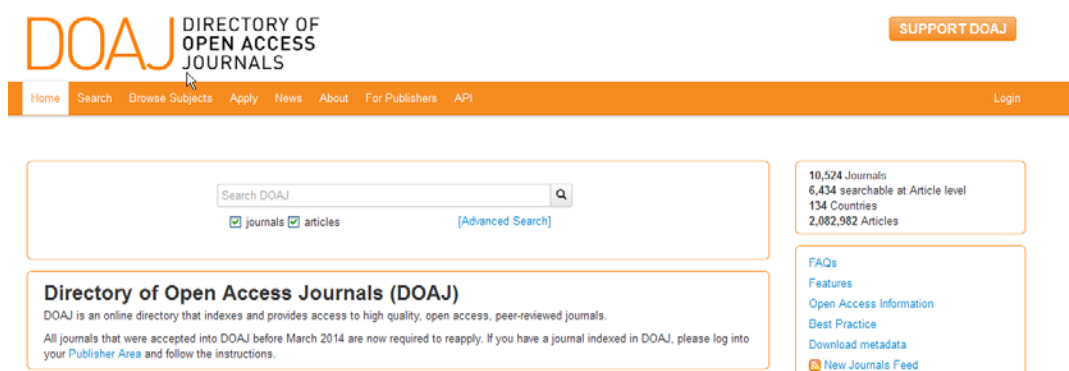 DOAJ
DIRECTORY OF
OPEN ACCESS
JOURNALS
SUPPORT DOAJ
Home Search Browse Subjects Apply News About For Publishers API Login
Search DOAJ
journals articles [Advanced Search]
Directory of Open Access Journals (DOAJ)
DOAJ is an online directory that indexes and provides access to high quality, open access, peer-reviewed journals.
All journals that were accepted into DOAJ before March 2014 are now required to reapply. If you have a journal indexed in DOAJ, please log into
your Publisher Area and follow the instructions.
10,524 Journals
6,434 searchable at Article level
134 Countries
2,082,982 Articles
FAQs
Features
Open Access Information
Best Practice
Download metadata
New Journals Feed